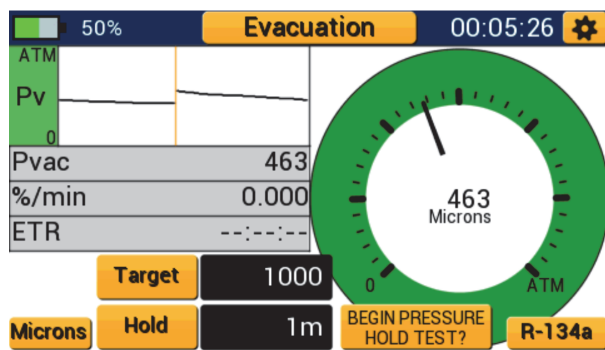 50%
Evacuation
00:05:26
ATM
Pv
0
Pvac 463
%/min 0.000
ETR --:--:--
463
Microns
0
ATM
Target 1000
Microns
Hold 1m
BEGIN PRESSURE
HOLD TEST?
R-134a